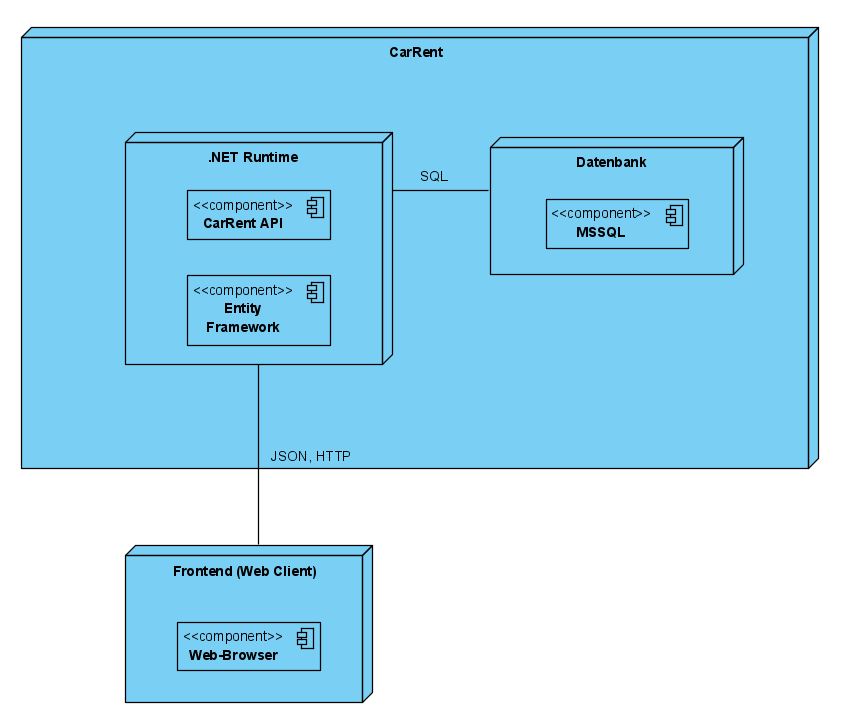 CarRent
.NET Runtime
<<component>>
CarRent API
<<component>>
Entity
Framework
SQL
Datenbank
<<component>>
MSSQL
JSON, HTTP
Frontend (Web Client)
<<component>>
Web-Browser